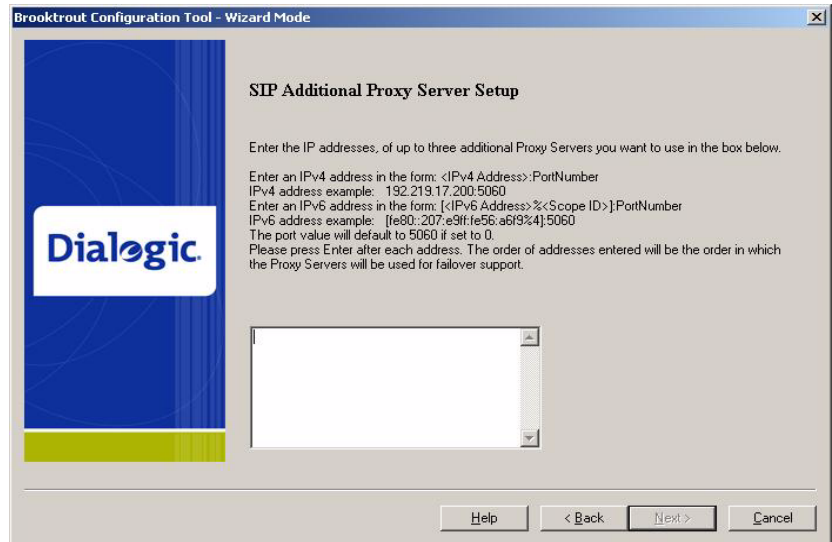 Brooktrout Configuration Tool - Wizard Mode
SIP Additional Proxy Server Setup
Enter the IP addresses, of up to three additional Proxy Servers you want to use in the box below.
Enter an IPv4 address in the form: <IPv4 Address>:PortNumber
IPv4 address example: 192.219.17.200:5060
Enter an IPv6 address in the form: [<IPv6 Address>%<Scope ID>]:PortNumber
IPv6 address example: [fe80::207:e9ff:fe56:a6f9%4]:5060
The port value will default to 5060 if set to 0.
Please press Enter after each address. The order of addresses entered will be the order in which
the Proxy Servers will be used for failover support.
Dialogic.
Help
< Back
Next >
Cancel